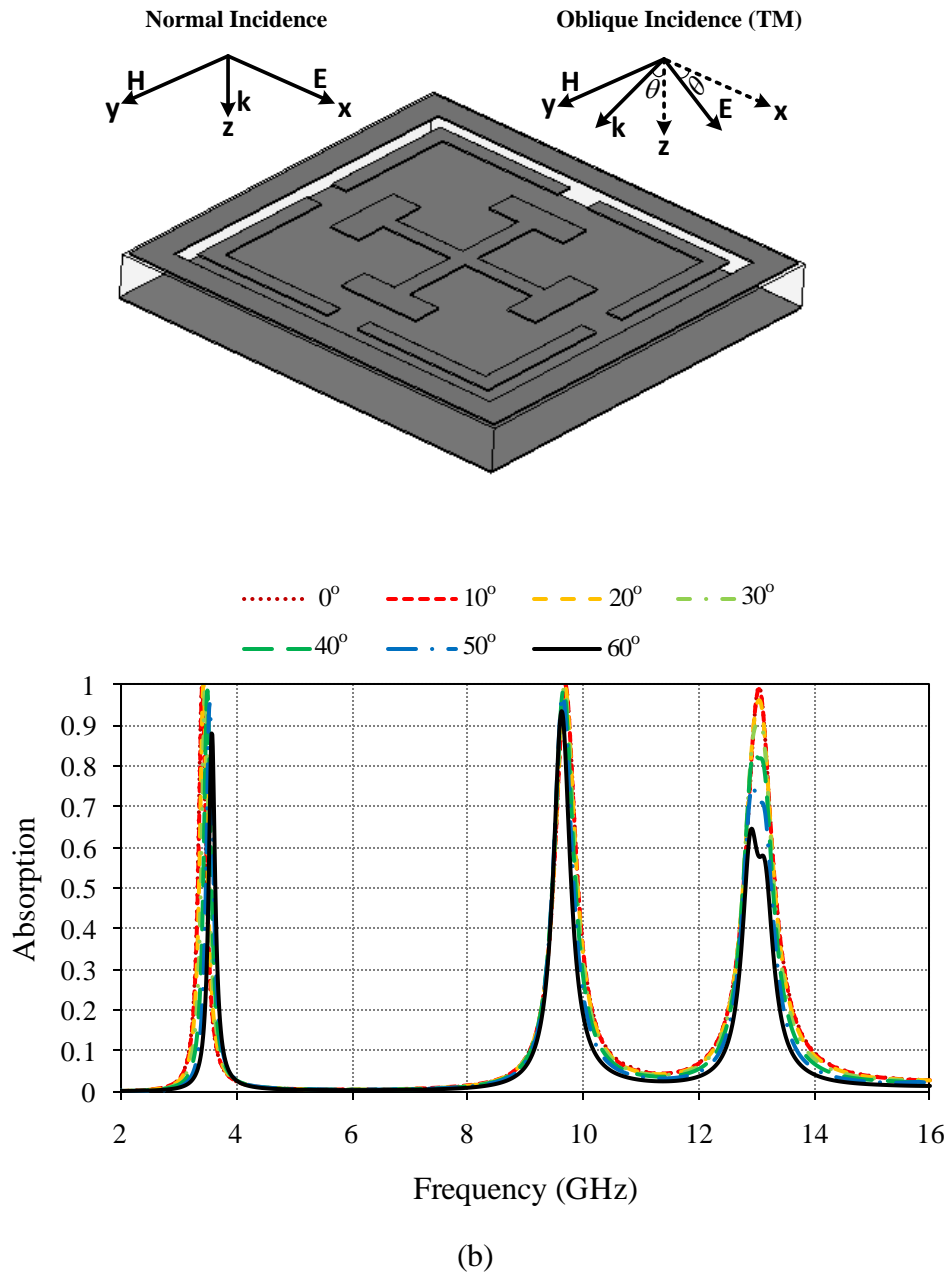 Normal Incidence Oblique Incidence (TM)
H E
k
y x
z
H θ θ E
y k x
z
0° 10° 20° 30°
40° 50° 60°
1
0.9
0.8
0.7
0.6
0.5
0.4
0.3
0.2
0.1
0
Absorption
2 4 6 8 10 12 14 16
Frequency (GHz)
(b)